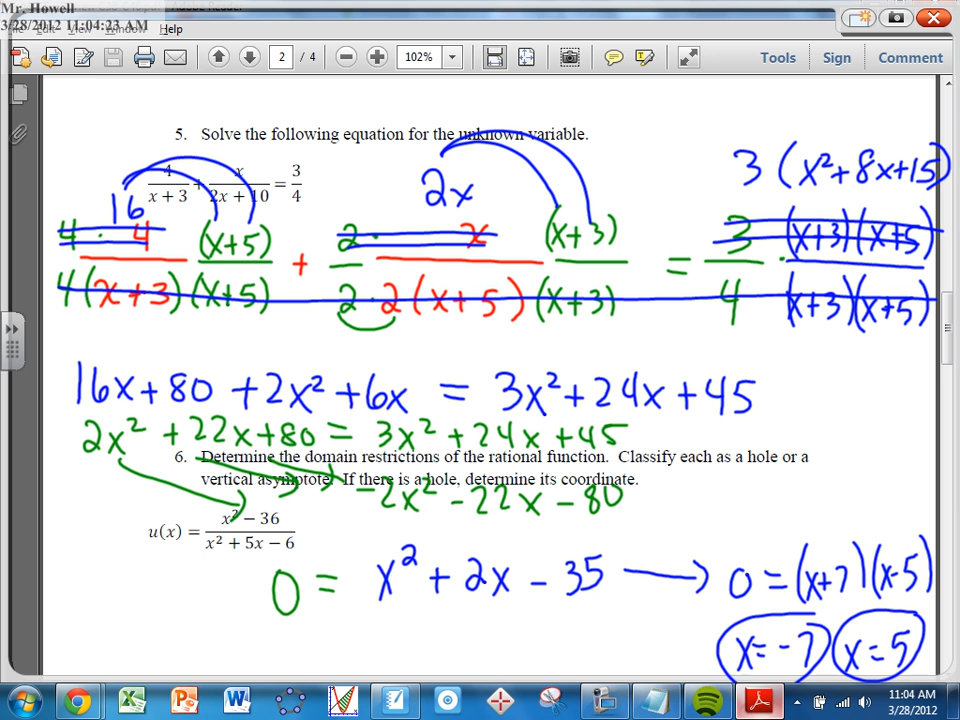 Mr. Howell
3/28/2012 11:04:23 AM
Window Help
2 / 4 102% Tools Sign Comment
5. Solve the following equation for the unknown variable.
4/(x + 3) + x/(2x + 10) = 3/4
16 2x 3 (x² + 8x + 15)
4 · 4 (x+5) 2 · x (x+3) 3 (x+3)(x+5)
+ = ·
4(x+3)(x+5) 2 · 2(x+5)(x+3) 4 (x+3)(x+5)
16x + 80 + 2x² + 6x = 3x² + 24x + 45
2x² + 22x + 80 = 3x² + 24x + 45
6. Determine the domain restrictions of the rational function. Classify each as a hole or a
vertical asymptote. If there is a hole, determine its coordinate.
-2x² - 22x - 80
u(x) = (x² − 36)/(x² + 5x − 6)
0 = x² + 2x - 35 → 0 = (x+7)(x-5)
x = -7 x = 5
11:04 AM
3/28/2012